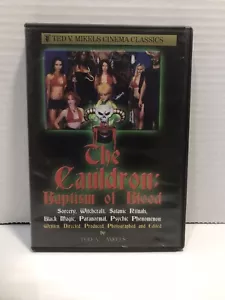 TED V. MIKELS CINEMA CLASSICS
The
Cauldron:
Baptism of Blood
Sorcery, Witchcraft, Satanic Rituals,
Black Magic, Paranormal, Psychic Phenomenon
Written Directed Produced Photographed and Edited
by